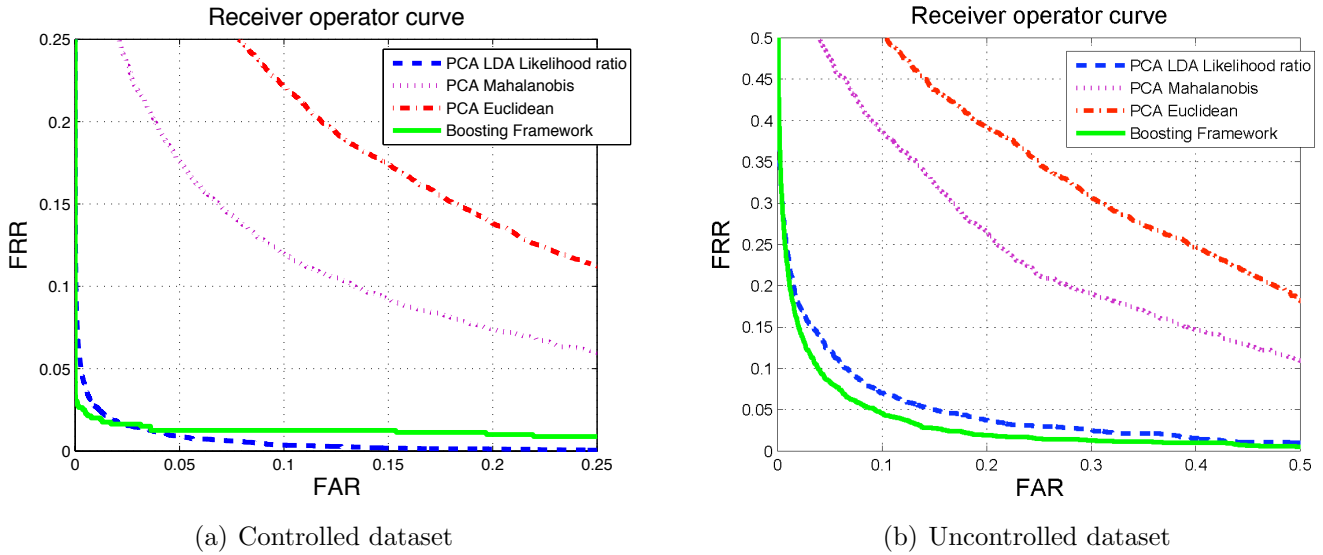 Receiver operator curve
0.25
0.2
0.15
0.1
0.05
0
FRR
PCA LDA Likelihood ratio
PCA Mahalanobis
PCA Euclidean
Boosting Framework
0 0.05 0.1 0.15 0.2 0.25
FAR
(a) Controlled dataset
Receiver operator curve
0.5
0.45
0.4
0.35
0.3
0.25
0.2
0.15
0.1
0.05
0
FRR
PCA LDA Likelihood ratio
PCA Mahalanobis
PCA Euclidean
Boosting Framework
0 0.1 0.2 0.3 0.4 0.5
FAR
(b) Uncontrolled dataset